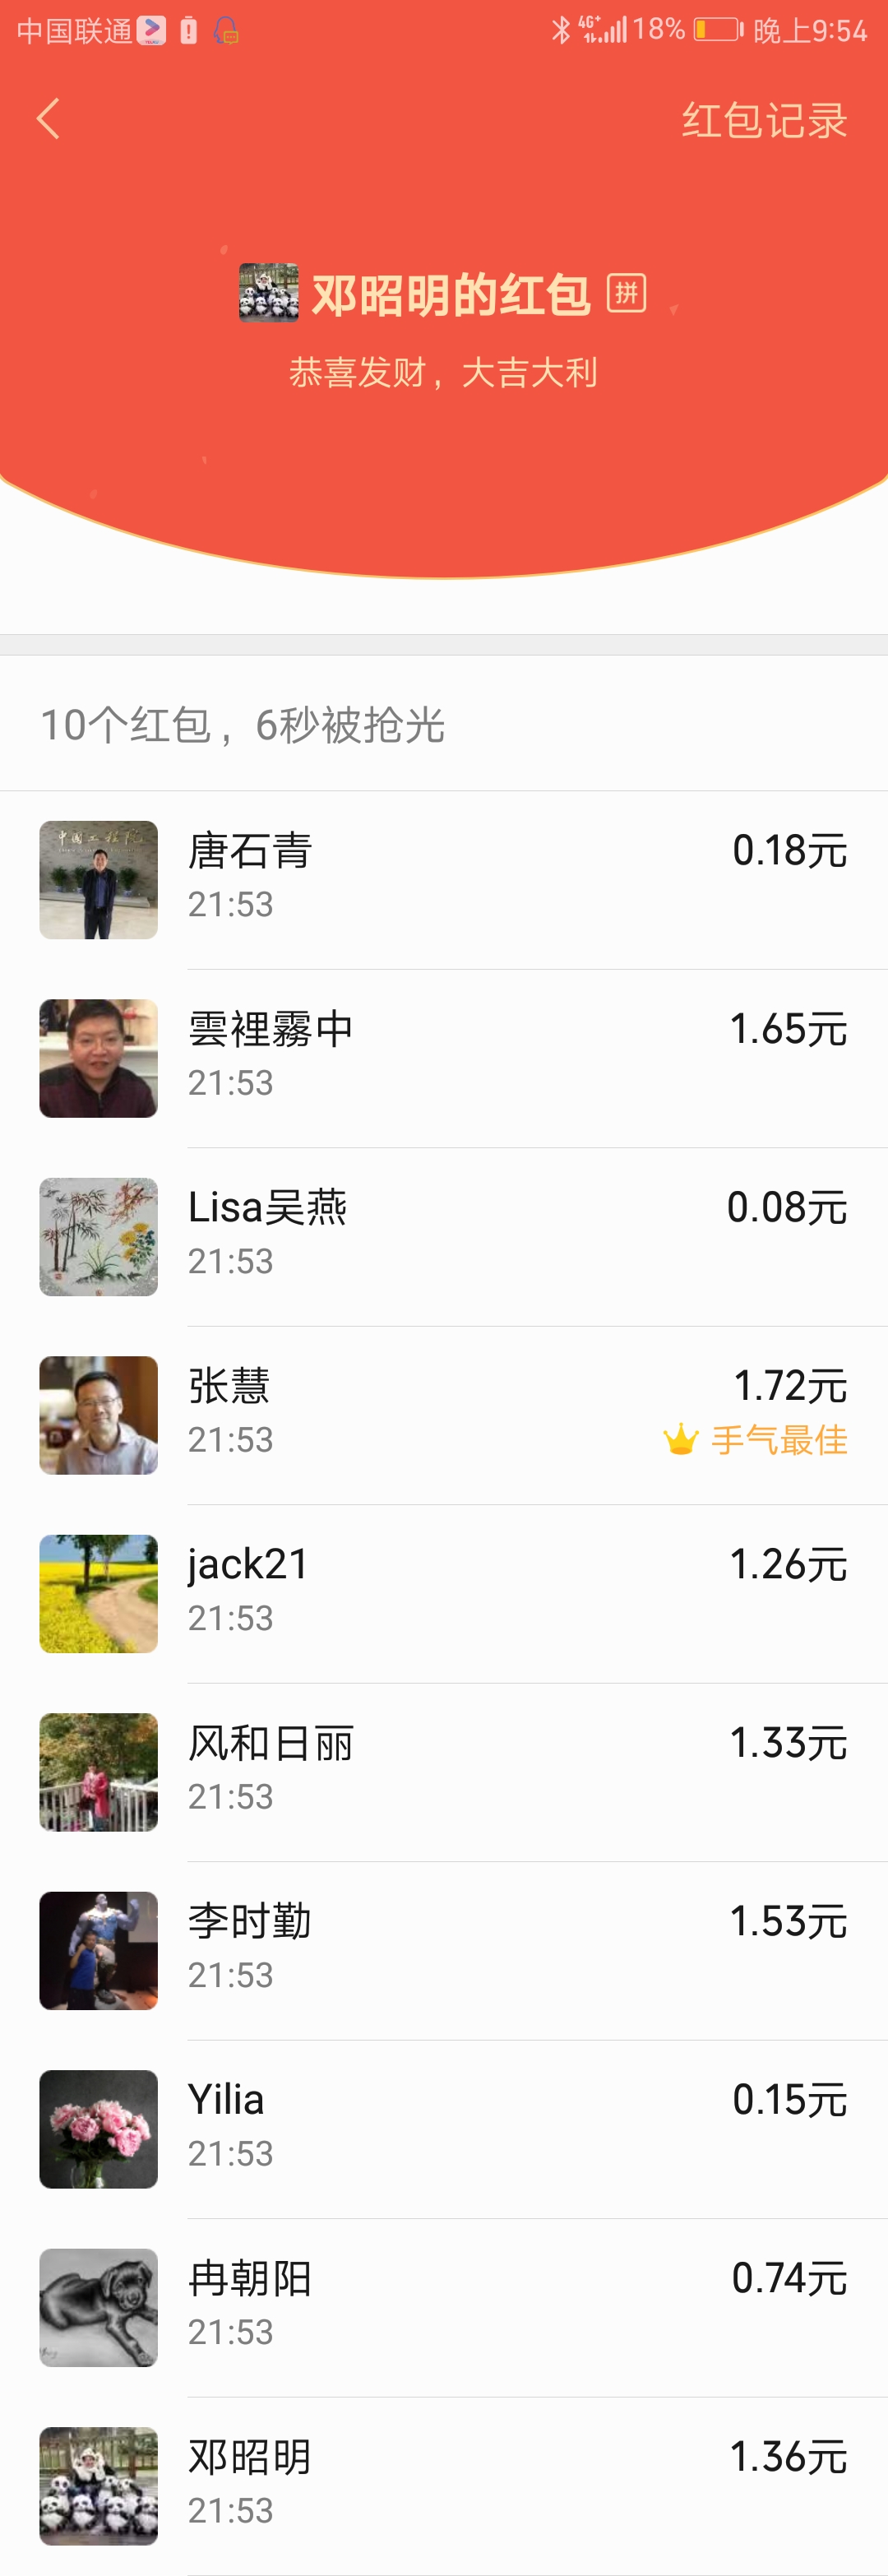 中国联通 4G+ 18% 晚上9:54
红包记录
邓昭明的红包 拼
恭喜发财，大吉大利
10个红包，6秒被抢光
唐石青 0.18元
21:53
雲裡霧中 1.65元
21:53
Lisa吴燕 0.08元
21:53
张慧 1.72元
21:53 手气最佳
jack21 1.26元
21:53
风和日丽 1.33元
21:53
李时勤 1.53元
21:53
Yilia 0.15元
21:53
冉朝阳 0.74元
21:53
邓昭明 1.36元
21:53